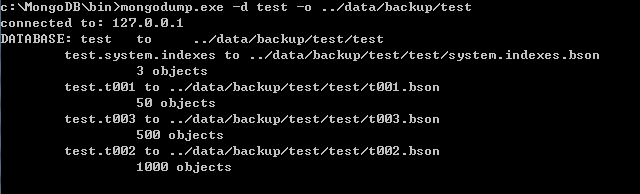 c:\MongoDB\bin>mongodump.exe -d test -o ../data/backup/test
connected to: 127.0.0.1
DATABASE: test   to     ../data/backup/test/test
        test.system.indexes to ../data/backup/test/test/system.indexes.bson
                 3 objects
        test.t001 to ../data/backup/test/test/t001.bson
                 50 objects
        test.t003 to ../data/backup/test/test/t003.bson
                 500 objects
        test.t002 to ../data/backup/test/test/t002.bson
                 1000 objects